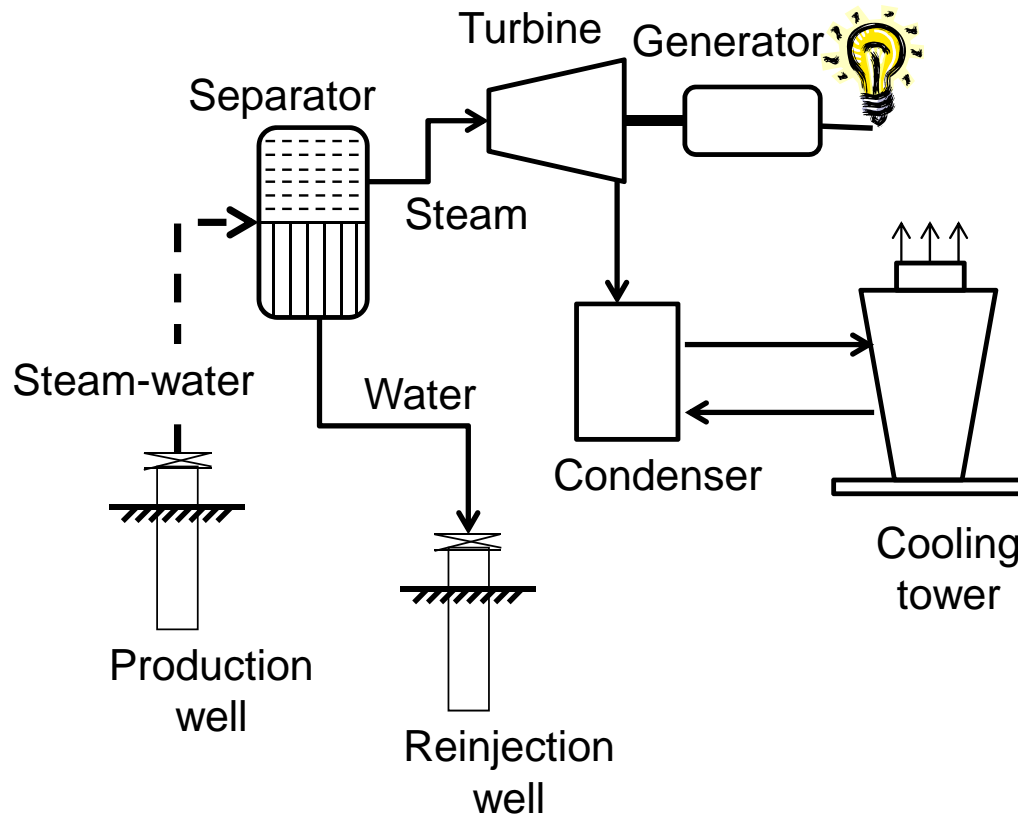 Turbine
Generator
Separator
Steam
Steam-water
Water
Condenser
Cooling
tower
Production
well
Reinjection
well